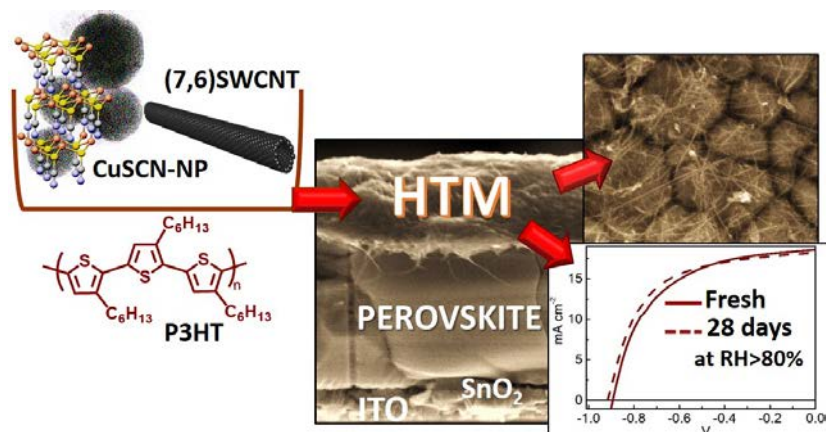 (7,6)SWCNT
CuSCN-NP
C₆H₁₃
S
S
S
n
C₆H₁₃
C₆H₁₃
P3HT
HTM
PEROVSKITE
SnO₂
ITO
mA cm⁻²
15
10
5
0
Fresh
28 days
at RH>80%
-1.0
-0.8
-0.6
-0.4
-0.2
0.00
V